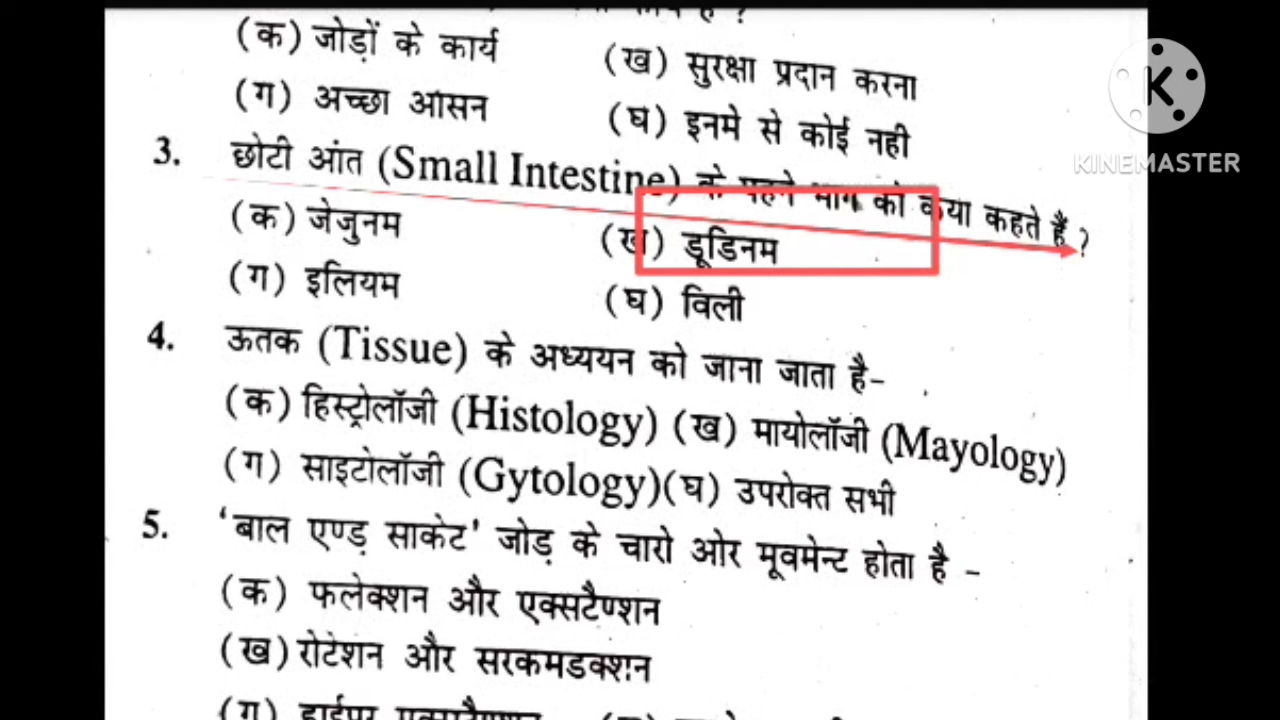 (क) जोड़ों के कार्य (ख) सुरक्षा प्रदान करना
(ग) अच्छा आसन (घ) इनमे से कोई नही
3. छोटी आंत (Small Intestine) के पहने भाग को क्या कहते हैं ?
(क) जेजुनम (ख) डूडिनम
(ग) इलियम (घ) विली
4. ऊतक (Tissue) के अध्ययन को जाना जाता है-
(क) हिस्ट्रोलॉजी (Histology) (ख) मायोलॉजी (Mayology)
(ग) साइटोलॉजी (Gytology) (घ) उपरोक्त सभी
5. 'बाल एण्ड़ साकेट' जोड़ के चारो ओर मूवमेन्ट होता है -
(क) फलेक्शन और एक्सटैण्शन
(ख) रोटेशन और सरकमडक्शन
(ग)
KINEMASTER